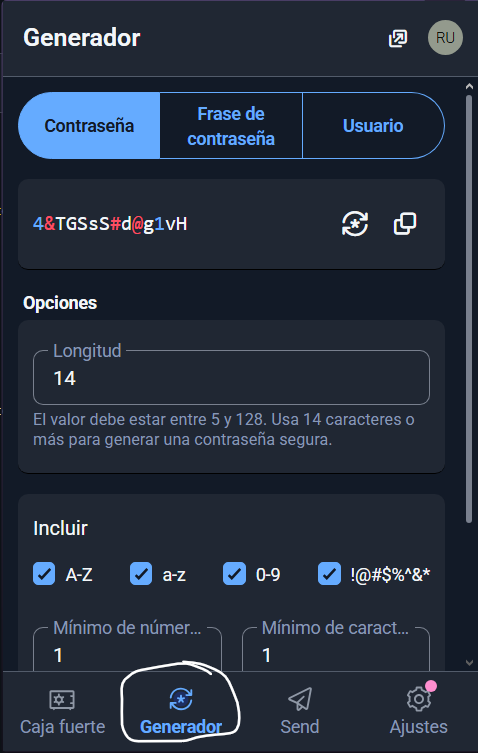 Generador
RU
Contraseña
Frase de
contraseña
Usuario
4&TGSsS#d@g1vH
Opciones
Longitud
14
El valor debe estar entre 5 y 128. Usa 14 caracteres o
más para generar una contraseña segura.
Incluir
A-Z a-z 0-9 !@#$%^&*
Mínimo de númer... Mínimo de caract...
1 1
Caja fuerte Generador Send Ajustes